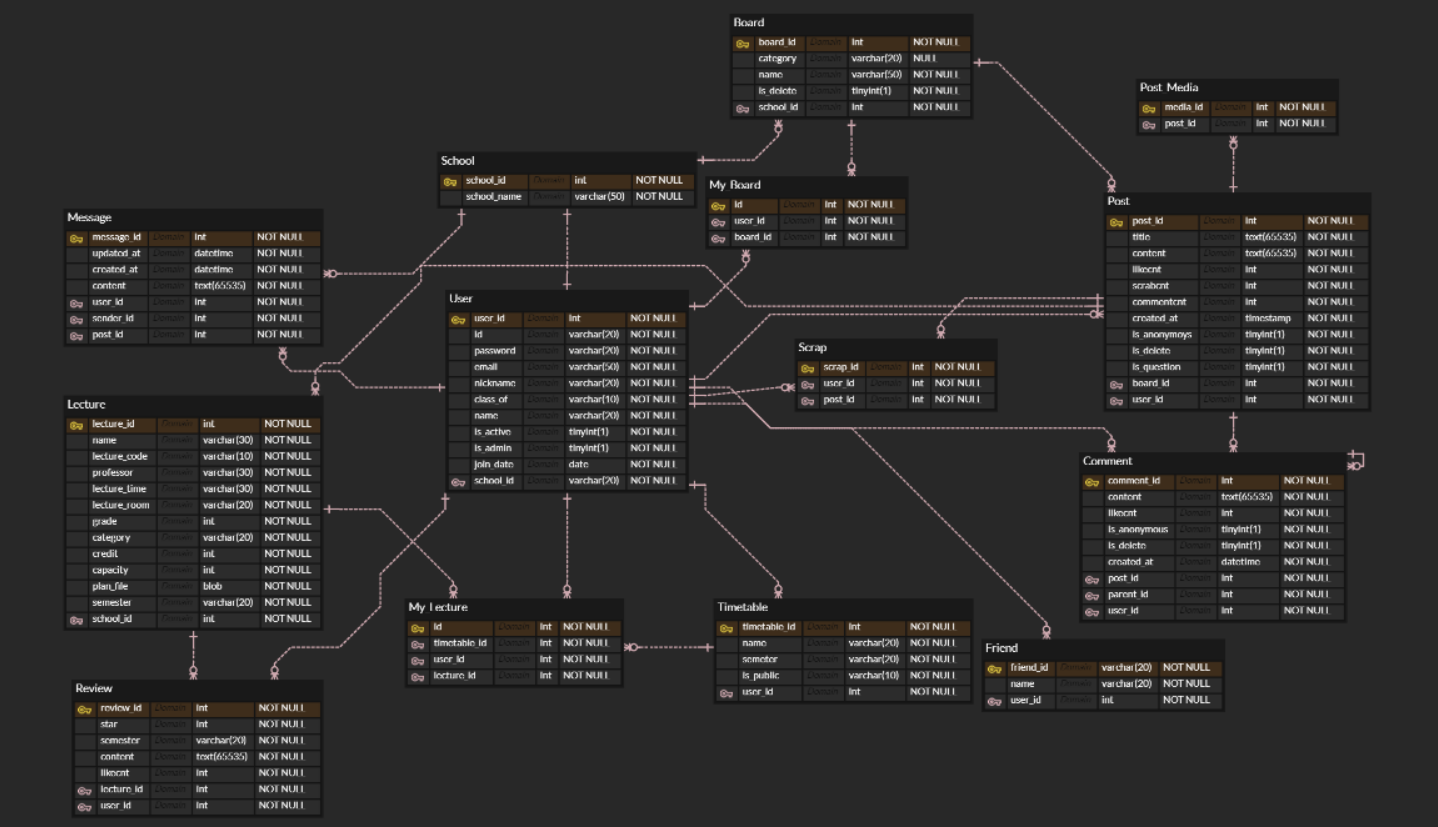 Board
board_id Domain int NOT NULL
category Domain varchar(20) NULL
name Domain varchar(50) NOT NULL
is_delete Domain tinyint(1) NOT NULL
school_id Domain int NOT NULL
Post Media
media_id Domain int NOT NULL
post_id Domain int NOT NULL
School
school_id Domain int NOT NULL
school_name Domain varchar(50) NOT NULL
My Board
id Domain int NOT NULL
user_id Domain int NOT NULL
board_id Domain int NOT NULL
Post
post_id Domain int NOT NULL
title Domain text(65535) NOT NULL
content Domain text(65535) NOT NULL
likecnt Domain int NOT NULL
scrabcnt Domain int NOT NULL
commentcnt Domain int NOT NULL
created_at Domain timestamp NOT NULL
is_anonymoys Domain tinyint(1) NOT NULL
is_delete Domain tinyint(1) NOT NULL
is_question Domain tinyint(1) NOT NULL
board_id Domain int NOT NULL
user_id Domain int NOT NULL
Message
message_id Domain int NOT NULL
updated_at Domain datetime NOT NULL
created_at Domain datetime NOT NULL
content Domain text(65535) NOT NULL
user_id Domain int NOT NULL
sender_id Domain int NOT NULL
post_id Domain int NOT NULL
User
user_id Domain int NOT NULL
id Domain varchar(20) NOT NULL
password Domain varchar(20) NOT NULL
email Domain varchar(50) NOT NULL
nickname Domain varchar(20) NOT NULL
class_of Domain varchar(10) NOT NULL
name Domain varchar(20) NOT NULL
is_active Domain tinyint(1) NOT NULL
is_admin Domain tinyint(1) NOT NULL
join_date Domain date NOT NULL
school_id Domain varchar(20) NOT NULL
Scrap
scrap_id Domain int NOT NULL
user_id Domain int NOT NULL
post_id Domain int NOT NULL
Lecture
lecture_id Domain int NOT NULL
name Domain varchar(30) NOT NULL
lecture_code Domain varchar(10) NOT NULL
professor Domain varchar(30) NOT NULL
lecture_time Domain varchar(30) NOT NULL
lecture_room Domain varchar(20) NOT NULL
grade Domain int NOT NULL
category Domain varchar(20) NOT NULL
credit Domain int NOT NULL
capacity Domain int NOT NULL
plan_file Domain blob NOT NULL
semester Domain varchar(20) NOT NULL
school_id Domain int NOT NULL
Comment
comment_id Domain int NOT NULL
content Domain text(65535) NOT NULL
likecnt Domain int NOT NULL
is_anonymous Domain tinyint(1) NOT NULL
is_delete Domain tinyint(1) NOT NULL
created_at Domain datetime NOT NULL
post_id Domain int NOT NULL
parent_id Domain int NOT NULL
user_id Domain int NOT NULL
My Lecture
id Domain int NOT NULL
timetable_id Domain int NOT NULL
user_id Domain int NOT NULL
lecture_id Domain int NOT NULL
Timetable
timetable_id Domain int NOT NULL
name Domain varchar(20) NOT NULL
semeter Domain varchar(20) NOT NULL
is_public Domain varchar(10) NOT NULL
user_id Domain int NOT NULL
Friend
friend_id Domain varchar(20) NOT NULL
name Domain varchar(20) NOT NULL
user_id Domain int NOT NULL
Review
review_id Domain int NOT NULL
star Domain int NOT NULL
semester Domain varchar(20) NOT NULL
content Domain text(65535) NOT NULL
likecnt Domain int NOT NULL
lecture_id Domain int NOT NULL
user_id Domain int NOT NULL